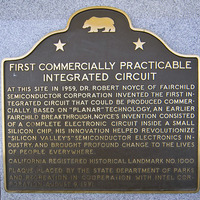 FIRST COMMERCIALLY PRACTICABLE
INTEGRATED CIRCUIT
AT THIS SITE IN 1959, DR. ROBERT NOYCE OF FAIRCHILD
SEMICONDUCTOR CORPORATION INVENTED THE FIRST IN-
TEGRATED CIRCUIT THAT COULD BE PRODUCED COMMER-
CIALLY. BASED ON "PLANAR" TECHNOLOGY, AN EARLIER
FAIRCHILD BREAKTHROUGH, NOYCE'S INVENTION CONSISTED
OF A COMPLETE ELECTRONIC CIRCUIT INSIDE A SMALL
SILICON CHIP. HIS INNOVATION HELPED REVOLUTIONIZE
"SILICON VALLEY'S" SEMICONDUCTOR ELECTRONICS IN-
DUSTRY, AND BROUGHT PROFOUND CHANGE TO THE LIVES
OF PEOPLE EVERYWHERE.
CALIFORNIA REGISTERED HISTORICAL LANDMARK NO. 1000
PLAQUE PLACED BY THE STATE DEPARTMENT OF PARKS
AND RECREATION IN COOPERATION WITH INTEL COR-
1991